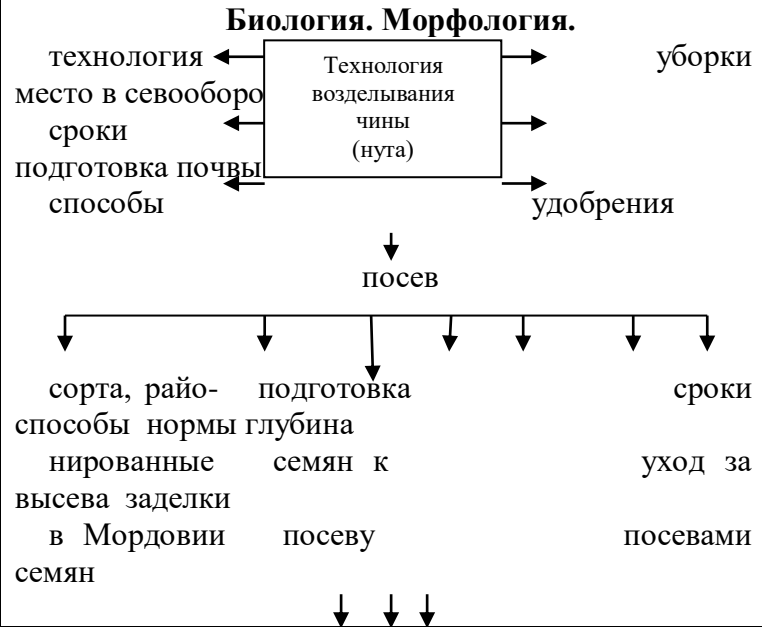 Биология. Морфология.
технология уборки
место в севооборо
сроки
подготовка почвы
способы удобрения
Технология
возделывания
чины
(нута)
посев
сорта, райо- подготовка сроки
способы нормы глубина
нированные семян к уход за
высева заделки
в Мордовии посеву посевами
семян